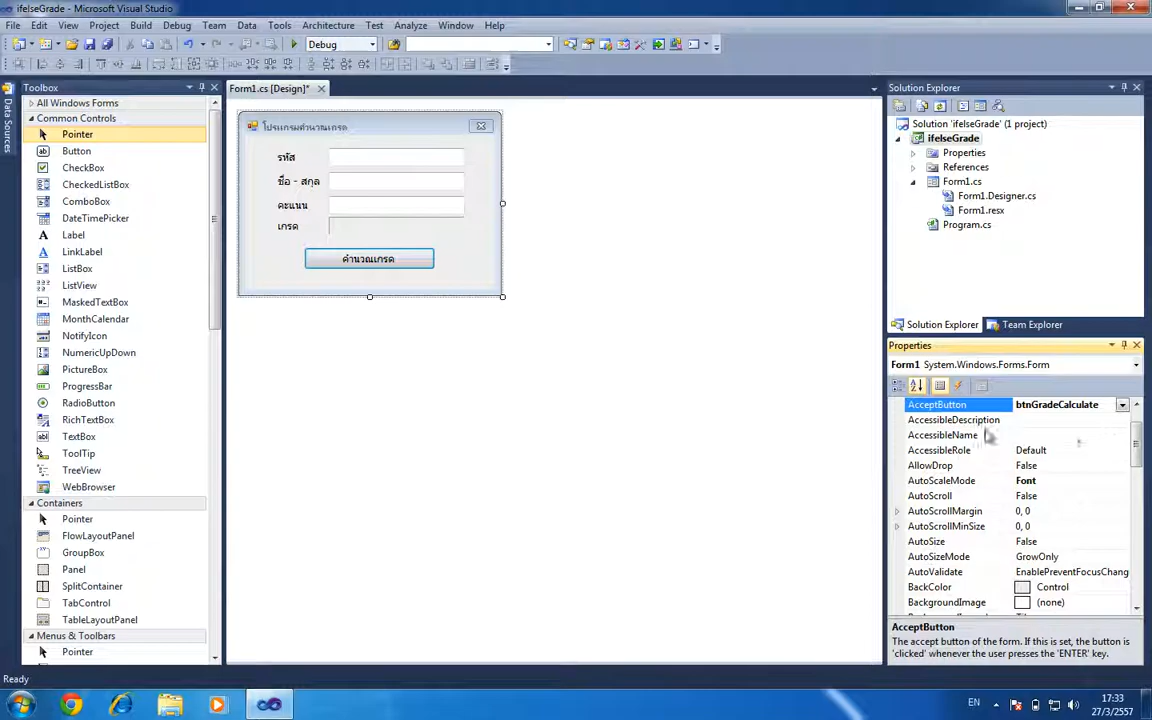 ifelseGrade - Microsoft Visual Studio
File Edit View Project Build Debug Team Data Tools Architecture Test Analyze Window Help
Debug
Toolbox
Form1.cs [Design]*
Solution Explorer
Data Sources
All Windows Forms
Common Controls
Pointer
Button
CheckBox
CheckedListBox
ComboBox
DateTimePicker
Label
LinkLabel
ListBox
ListView
MaskedTextBox
MonthCalendar
NotifyIcon
NumericUpDown
PictureBox
ProgressBar
RadioButton
RichTextBox
TextBox
ToolTip
TreeView
WebBrowser
Containers
Pointer
FlowLayoutPanel
GroupBox
Panel
SplitContainer
TabControl
TableLayoutPanel
Menus & Toolbars
Pointer
โปรแกรมคำนวณเกรด
รหัส
ชื่อ - สกุล
คะแนน
เกรด
คำนวณเกรด
Solution 'ifelseGrade' (1 project)
ifelseGrade
Properties
References
Form1.cs
Form1.Designer.cs
Form1.resx
Program.cs
Solution Explorer Team Explorer
Properties
Form1 System.Windows.Forms.Form
AcceptButton btnGradeCalculate
AccessibleDescription
AccessibleName
AccessibleRole Default
AllowDrop False
AutoScaleMode Font
AutoScroll False
AutoScrollMargin 0, 0
AutoScrollMinSize 0, 0
AutoSize False
AutoSizeMode GrowOnly
AutoValidate EnablePreventFocusChang
BackColor Control
BackgroundImage (none)
AcceptButton
The accept button of the form. If this is set, the button is
'clicked' whenever the user presses the 'ENTER' key.
Ready
EN
17:33
27/3/2557